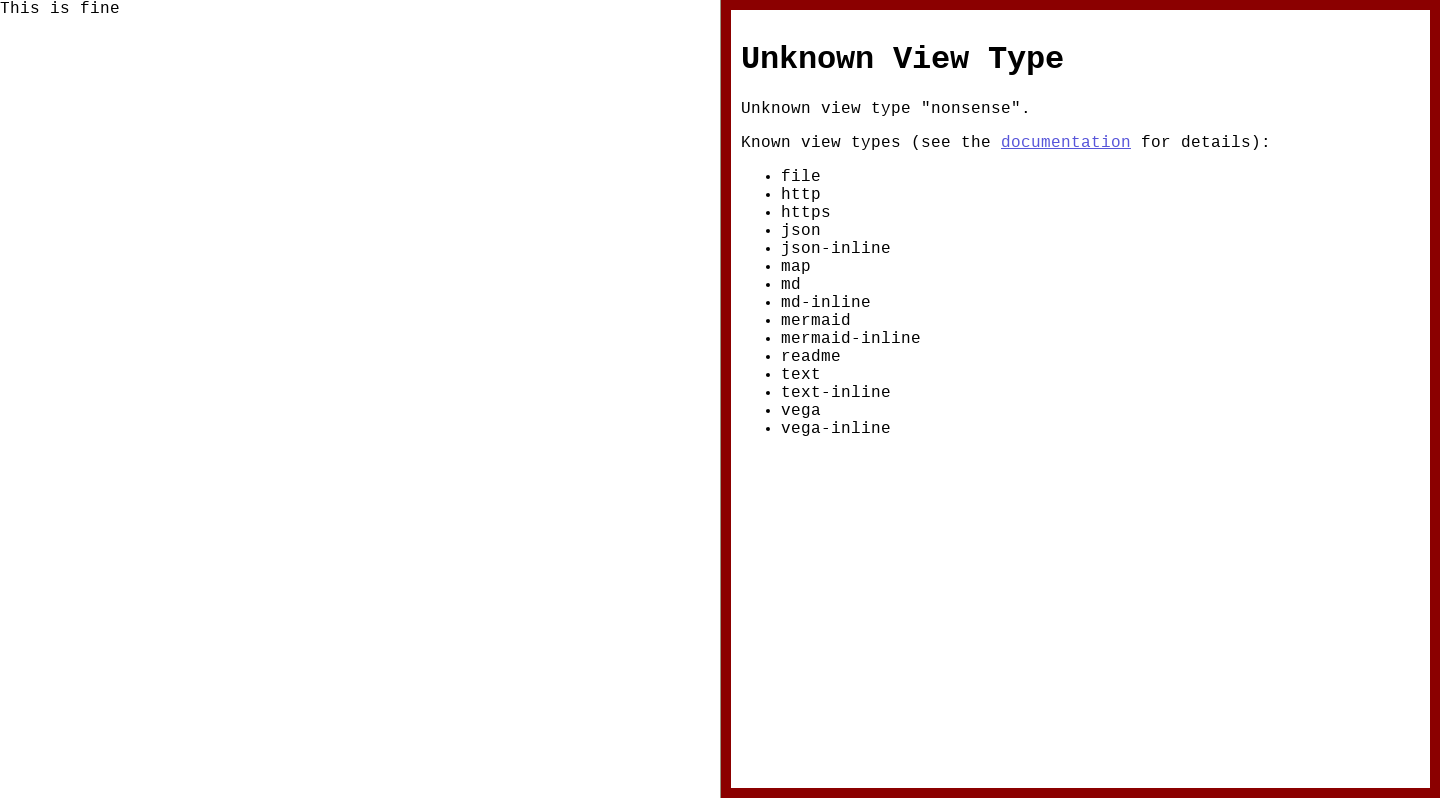 This is fine
Unknown View Type
Unknown view type "nonsense".
Known view types (see the documentation for details):
• file
• http
• https
• json
• json-inline
• map
• md
• md-inline
• mermaid
• mermaid-inline
• readme
• text
• text-inline
• vega
• vega-inline